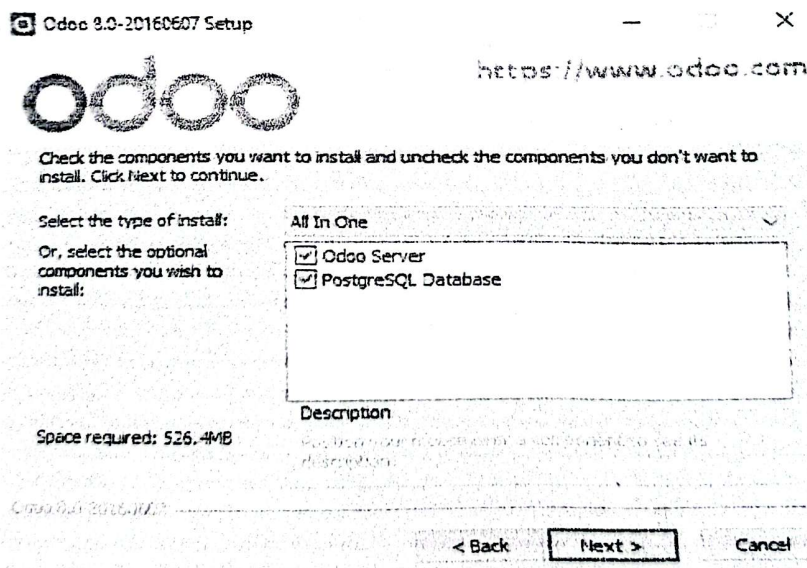 Odoo 8.0-20160607 Setup
odoo
https://www.odoo.com
Check the components you want to install and uncheck the components you don't want to
install. Click Next to continue.
Select the type of install:
All In One
Or, select the optional
components you wish to
install:
Odoo Server
PostgreSQL Database
Space required: 526.4MB
Description
< Back
Next >
Cancel